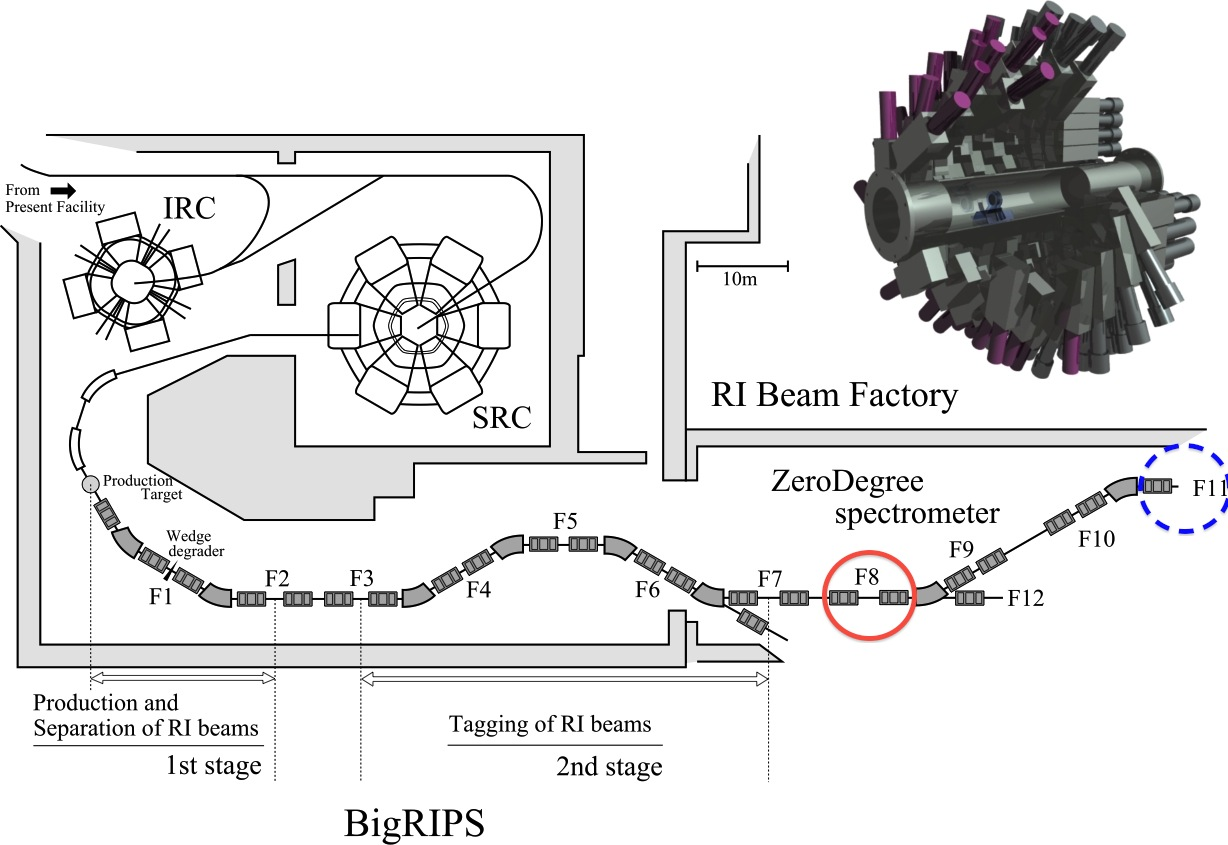 From
Present Facility
IRC
10m
SRC
RI Beam Factory
Production
Target
ZeroDegree
spectrometer
F11
Wedge
degrader
F1
F2
F3
F4
F5
F6
F7
F8
F9
F10
F12
Production and
Separation of RI beams
1st stage
Tagging of RI beams
2nd stage
BigRIPS